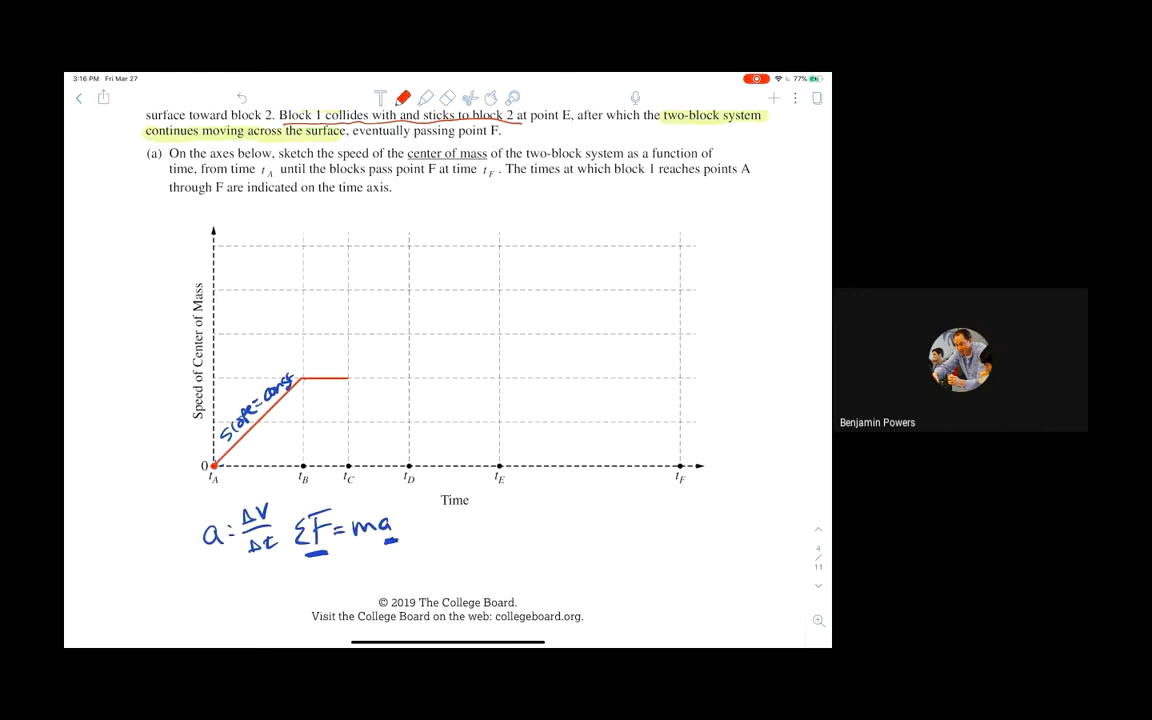 3:16 PM Fri Mar 27
77%
surface toward block 2. Block 1 collides with and sticks to block 2 at point E, after which the two-block system
continues moving across the surface, eventually passing point F.
(a) On the axes below, sketch the speed of the center of mass of the two-block system as a function of
time, from time t_A until the blocks pass point F at time t_F . The times at which block 1 reaches points A
through F are indicated on the time axis.
Speed of Center of Mass
slope=const
0
t_A t_B t_C t_D t_E t_F
Time
a = ΔV/Δt ΣF = ma
© 2019 The College Board.
Visit the College Board on the web: collegeboard.org.
4
/
11
Benjamin Powers